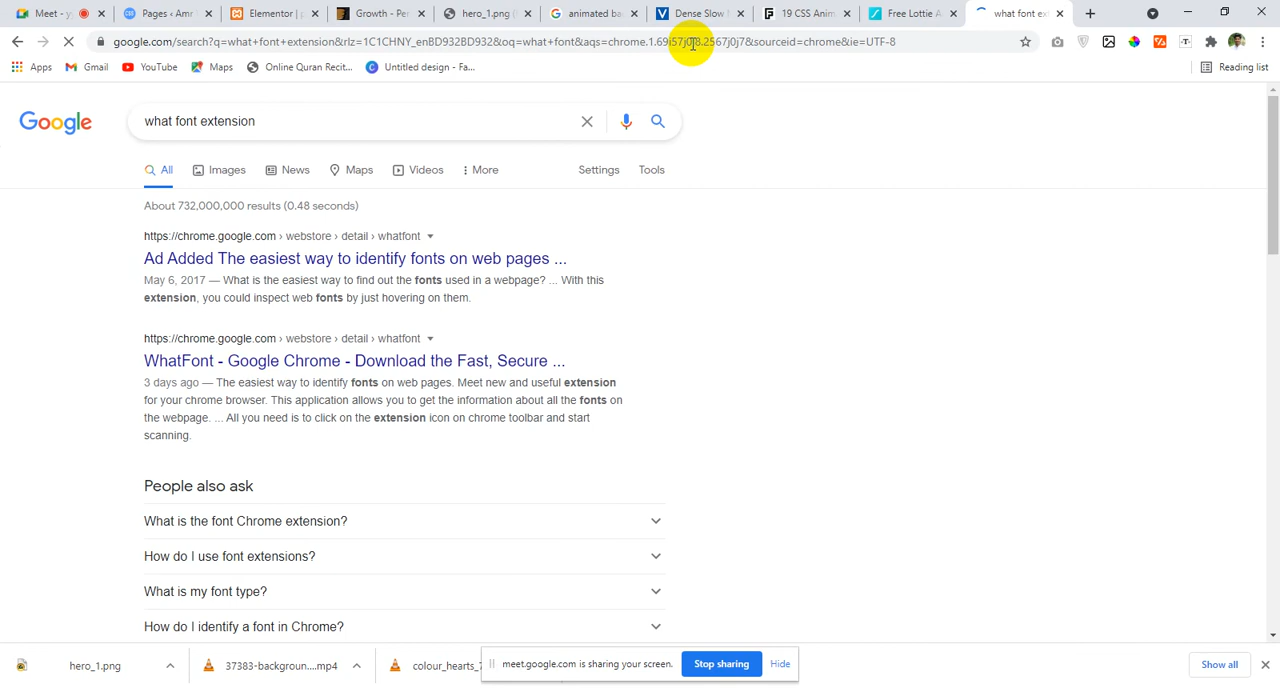 Meet - y
Pages ‹ Amr
Elementor | p
Growth - Per
hero_1.png (
animated ba
Dense Slow
19 CSS Anim
Free Lottie A
what font ex
google.com/search?q=what+font+extension&rlz=1C1CHNY_enBD932BD932&oq=what+font&aqs=chrome.1.69i57j0l8.2567j0j7&sourceid=chrome&ie=UTF-8
Apps
Gmail
YouTube
Maps
Online Quran Recit...
Untitled design - Fa...
Reading list
Google
what font extension
All
Images
News
Maps
Videos
More
Settings
Tools
About 732,000,000 results (0.48 seconds)
https://chrome.google.com › webstore › detail › whatfont
Ad Added The easiest way to identify fonts on web pages ...
May 6, 2017 — What is the easiest way to find out the fonts used in a webpage? ... With this
extension, you could inspect web fonts by just hovering on them.
https://chrome.google.com › webstore › detail › whatfont
WhatFont - Google Chrome - Download the Fast, Secure ...
3 days ago — The easiest way to identify fonts on web pages. Meet new and useful extension
for your chrome browser. This application allows you to get the information about all the fonts on
the webpage. ... All you need is to click on the extension icon on chrome toolbar and start
scanning.
People also ask
What is the font Chrome extension?
How do I use font extensions?
What is my font type?
How do I identify a font in Chrome?
hero_1.png
37383-backgroun....mp4
colour_hearts_
meet.google.com is sharing your screen.
Stop sharing
Hide
Show all